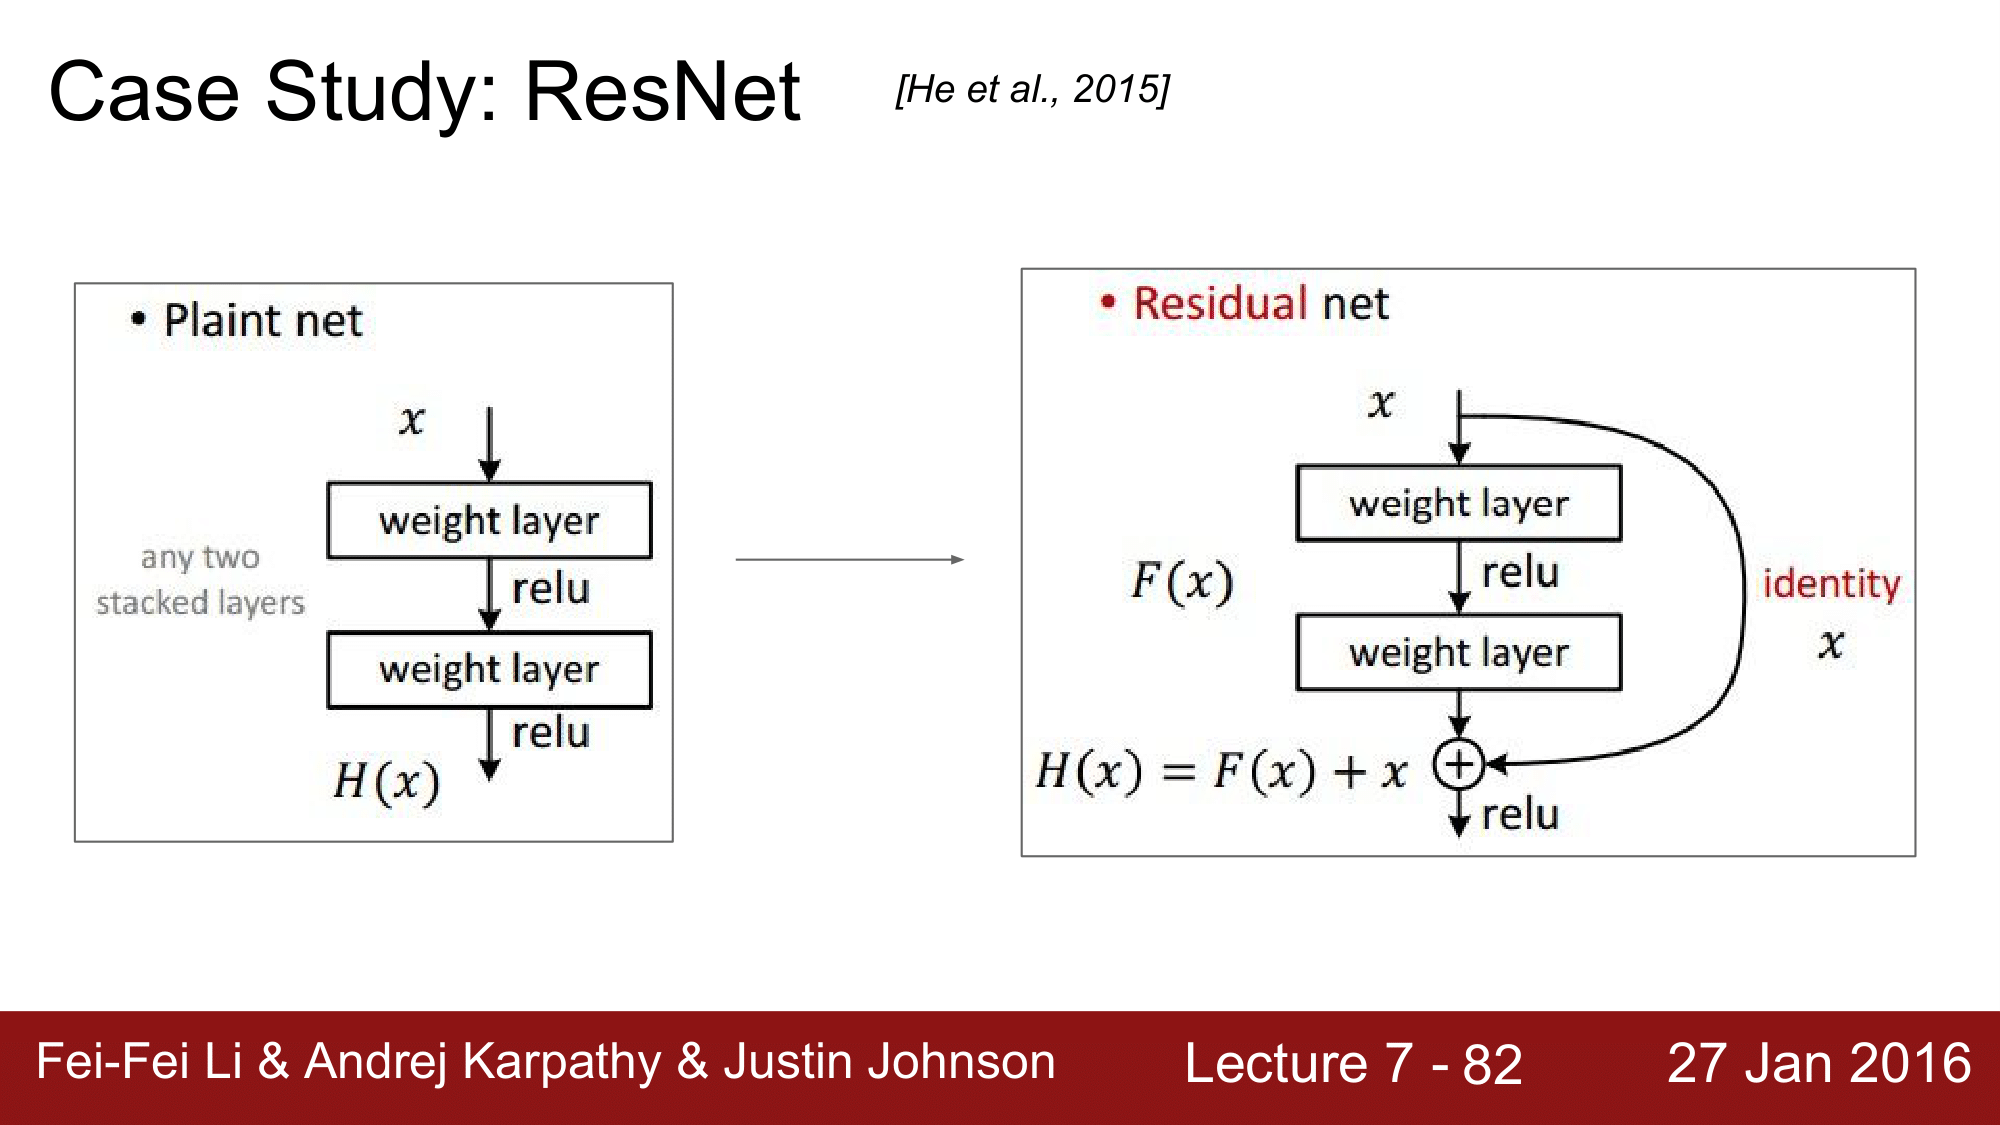 Case Study: ResNet
[He et al., 2015]
• Plaint net
x
weight layer
any two
stacked layers
relu
weight layer
relu
H(x)
• Residual net
x
weight layer
F(x)
relu
identity
x
weight layer
H(x) = F(x) + x
+
relu
Fei-Fei Li & Andrej Karpathy & Justin Johnson
Lecture 7 - 82
27 Jan 2016